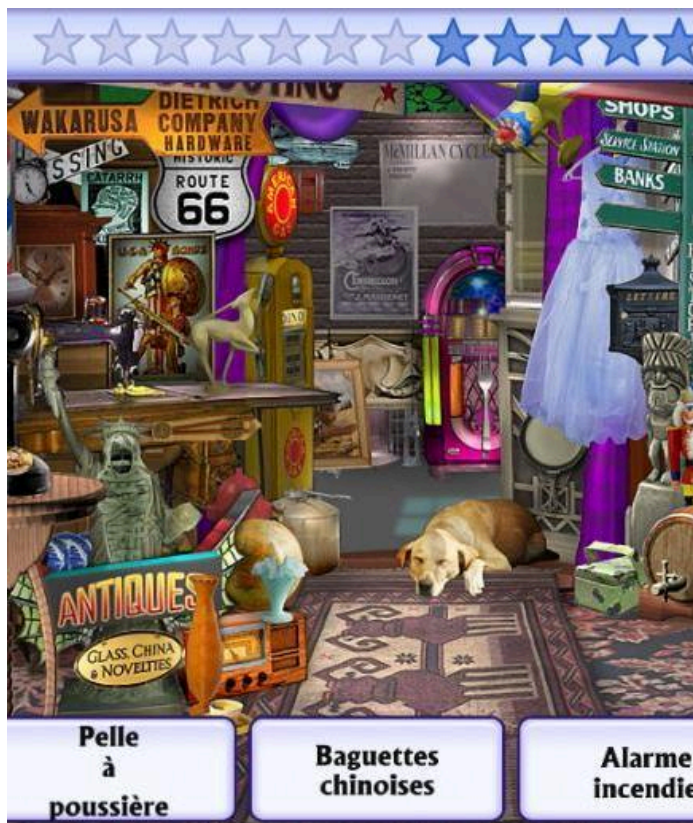 SHOOTING
WAKARUSA
DIETRICH
COMPANY
HARDWARE
SSING
CATARRH
HISTORIC
ROUTE
66
McMILLAN CYCLE
SHOPS
SERVICE STATION
BANKS
LETTERS
ANTIQUES
GLASS, CHINA
& NOVELTIES
Pelle
à
poussière
Baguettes
chinoises
Alarme
incendie